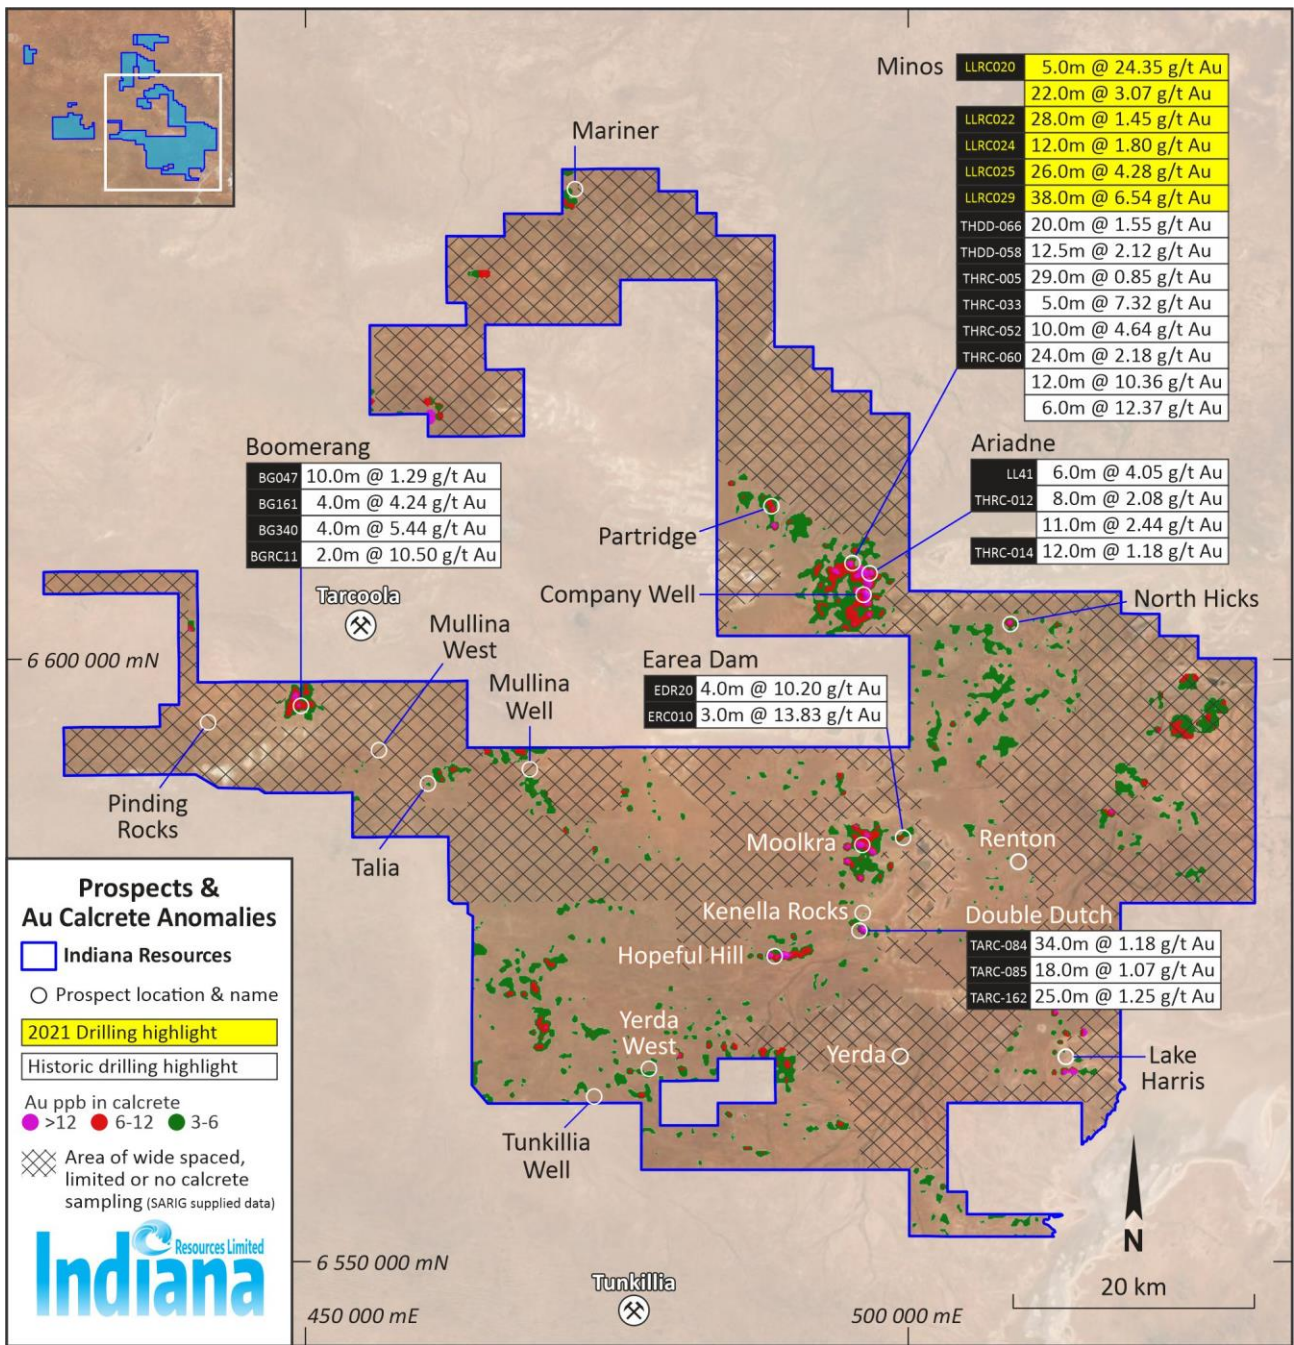 Minos
LLRC020 5.0m @ 24.35 g/t Au
22.0m @ 3.07 g/t Au
LLRC022 28.0m @ 1.45 g/t Au
LLRC024 12.0m @ 1.80 g/t Au
LLRC025 26.0m @ 4.28 g/t Au
LLRC029 38.0m @ 6.54 g/t Au
THDD-066 20.0m @ 1.55 g/t Au
THDD-058 12.5m @ 2.12 g/t Au
THRC-005 29.0m @ 0.85 g/t Au
THRC-033 5.0m @ 7.32 g/t Au
THRC-052 10.0m @ 4.64 g/t Au
THRC-060 24.0m @ 2.18 g/t Au
12.0m @ 10.36 g/t Au
6.0m @ 12.37 g/t Au
Mariner
Boomerang
BG047 10.0m @ 1.29 g/t Au
BG161 4.0m @ 4.24 g/t Au
BG340 4.0m @ 5.44 g/t Au
BGRC11 2.0m @ 10.50 g/t Au
Ariadne
LL41 6.0m @ 4.05 g/t Au
THRC-012 8.0m @ 2.08 g/t Au
11.0m @ 2.44 g/t Au
THRC-014 12.0m @ 1.18 g/t Au
Partridge
Company Well
North Hicks
Tarcoola
Mullina
West
6 600 000 mN
Mullina
Well
Earea Dam
EDR20 4.0m @ 10.20 g/t Au
ERC010 3.0m @ 13.83 g/t Au
Pinding
Rocks
Talia
Moolkra
Renton
Kenella Rocks
Double Dutch
TARC-084 34.0m @ 1.18 g/t Au
TARC-085 18.0m @ 1.07 g/t Au
TARC-162 25.0m @ 1.25 g/t Au
Hopeful Hill
Yerda
West
Yerda
Lake
Harris
Tunkillia
Well
Prospects &
Au Calcrete Anomalies
Indiana Resources
Prospect location & name
2021 Drilling highlight
Historic drilling highlight
Au ppb in calcrete
>12 6-12 3-6
Area of wide spaced,
limited or no calcrete
sampling (SARIG supplied data)
Indiana Resources Limited
6 550 000 mN
Tunkillia
450 000 mE
500 000 mE
N
20 km